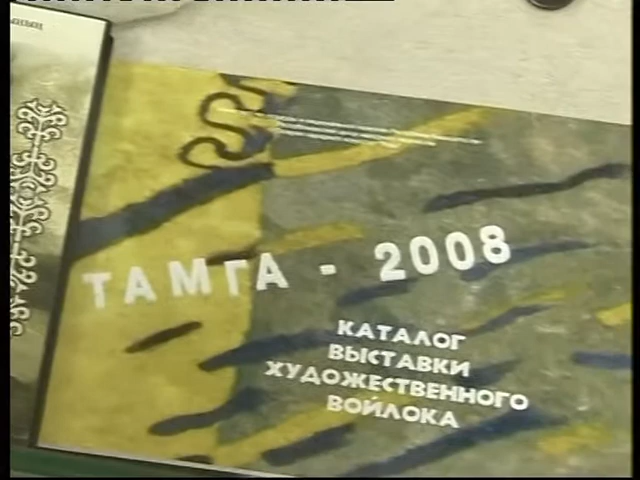 ТАМГА - 2008
КАТАЛОГ
ВЫСТАВКИ
ХУДОЖЕСТВЕННОГО
ВОЙЛОКА